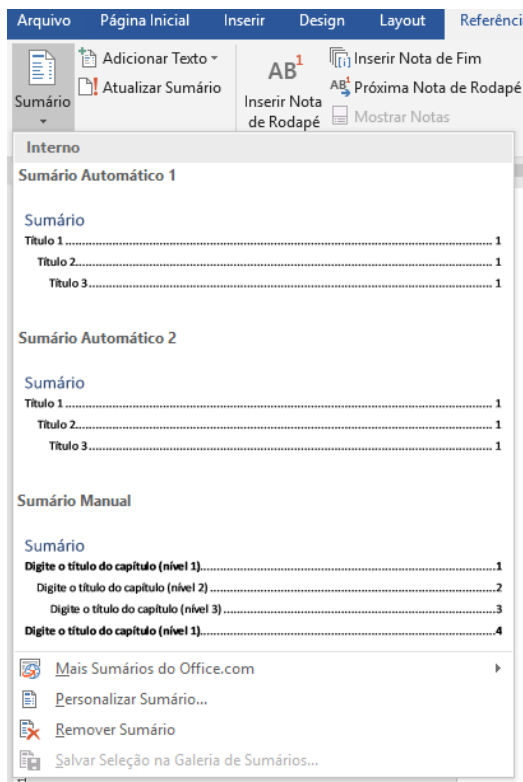 Arquivo Página Inicial Inserir Design Layout Referênci
Sumário
Adicionar Texto
Atualizar Sumário
AB1
Inserir Nota
de Rodapé
Inserir Nota de Fim
Próxima Nota de Rodapé
Mostrar Notas
Interno
Sumário Automático 1
Sumário
Título 1 ........ 1
Título 2 ........ 1
Título 3 ........ 1
Sumário Automático 2
Sumário
Título 1 ........ 1
Título 2 ........ 1
Título 3 ........ 1
Sumário Manual
Sumário
Digite o título do capítulo (nível 1) ........ 1
Digite o título do capítulo (nível 2) ........ 2
Digite o título do capítulo (nível 3) ........ 3
Digite o título do capítulo (nível 1) ........ 4
Mais Sumários do Office.com
Personalizar Sumário...
Remover Sumário
Salvar Seleção na Galeria de Sumários...